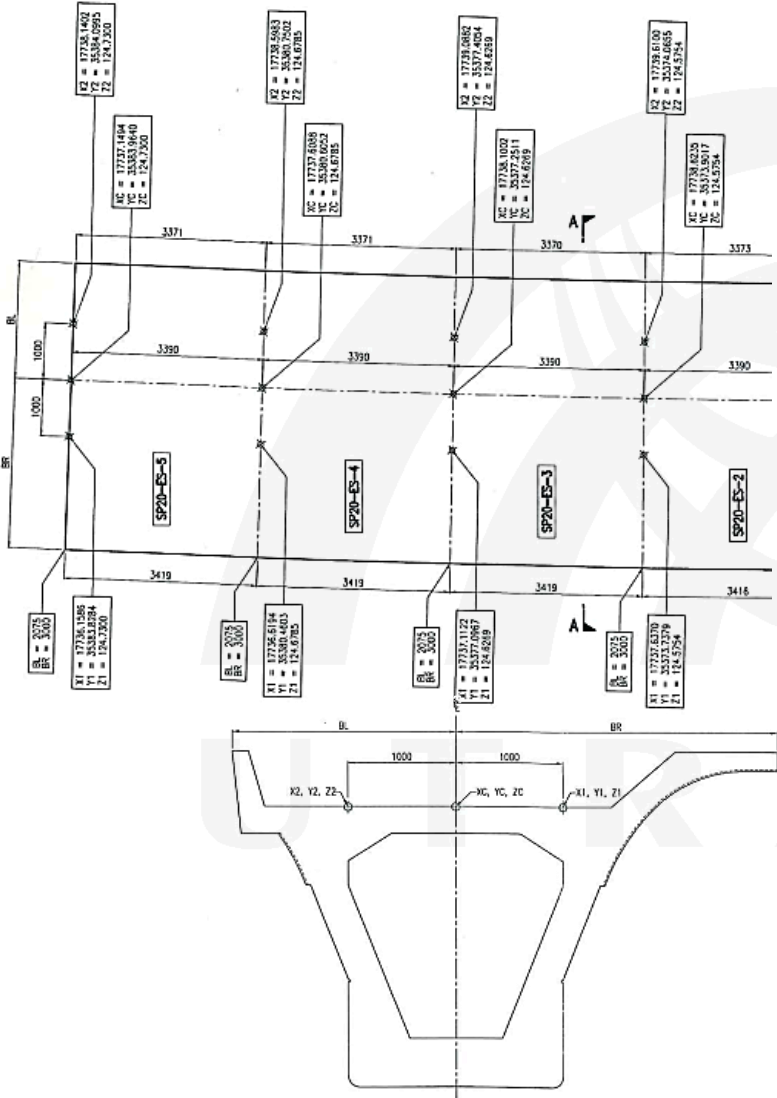 X2 = 17738.1402
Y2 = 35384.0995
Z2 = 124.7300
X2 = 17738.5983
Y2 = 35380.7502
Z2 = 124.6785
X2 = 17739.0882
Y2 = 35377.4054
Z2 = 124.6269
X2 = 17739.6100
Y2 = 35374.0655
Z2 = 124.5754
XC = 17737.1494
YC = 35383.9640
ZC = 124.7300
XC = 17737.6088
YC = 35380.6052
ZC = 124.6785
XC = 17738.1002
YC = 35377.2511
ZC = 124.6269
XC = 17738.6235
YC = 35373.9017
ZC = 124.5754
A
3371
3371
3370
3373
BL
1000
3390
3390
3390
3390
1000
BR
SP20-ES-5
SP20-ES-4
SP20-ES-3
SP20-ES-2
3419
3419
3419
3416
A
BL = 2075
BR = 3000
BL = 2075
BR = 3000
BL = 2075
BR = 3000
BL = 2075
BR = 3000
X1 = 17736.1586
Y1 = 35383.8284
Z1 = 124.7300
X1 = 17736.6194
Y1 = 35380.4603
Z1 = 124.6785
X1 = 17737.1122
Y1 = 35377.0967
Z1 = 124.6269
X1 = 17737.6370
Y1 = 35373.7379
Z1 = 124.5754
BL
BR
1000
1000
X2, Y2, Z2
XC, YC, ZC
X1, Y1, Z1
U T R